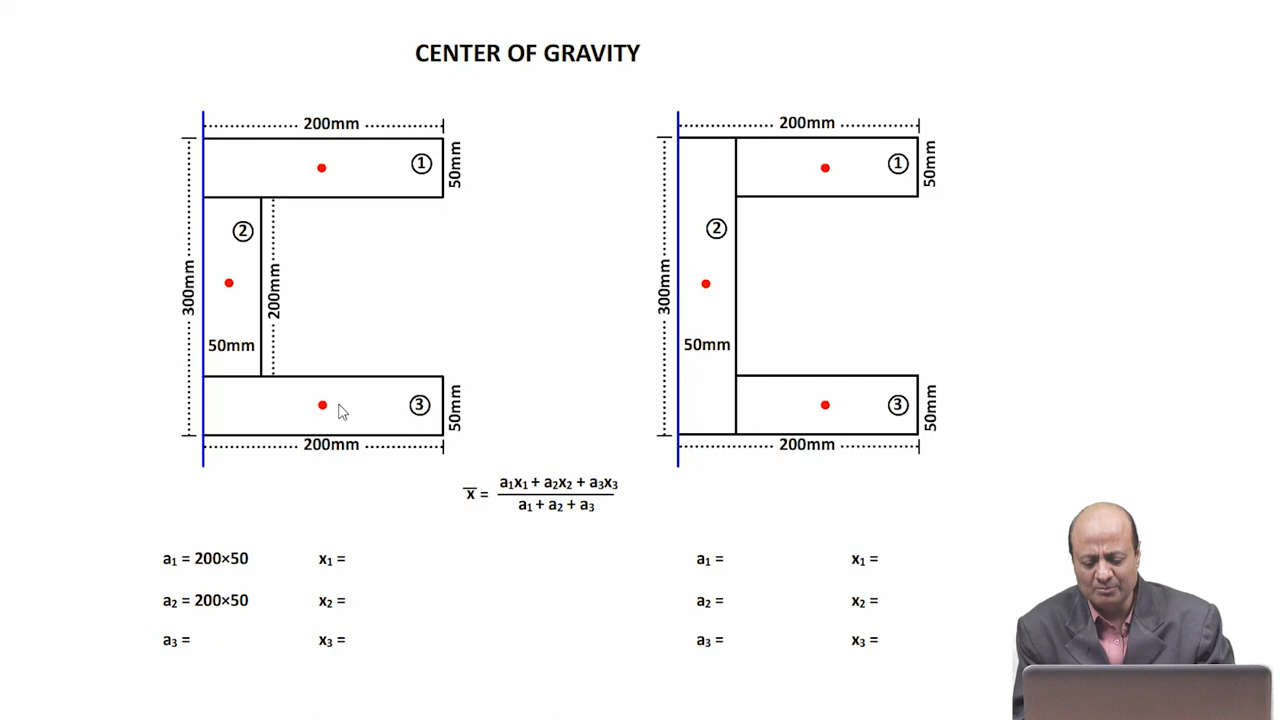 CENTER OF GRAVITY
200mm
1
50mm
2
300mm
200mm
50mm
3
50mm
200mm
200mm
1
50mm
2
300mm
50mm
3
50mm
200mm
x̅ = a₁x₁ + a₂x₂ + a₃x₃
a₁ + a₂ + a₃
a₁ = 200×50 x₁ =
a₂ = 200×50 x₂ =
a₃ = x₃ =
a₁ = x₁ =
a₂ = x₂ =
a₃ = x₃ =